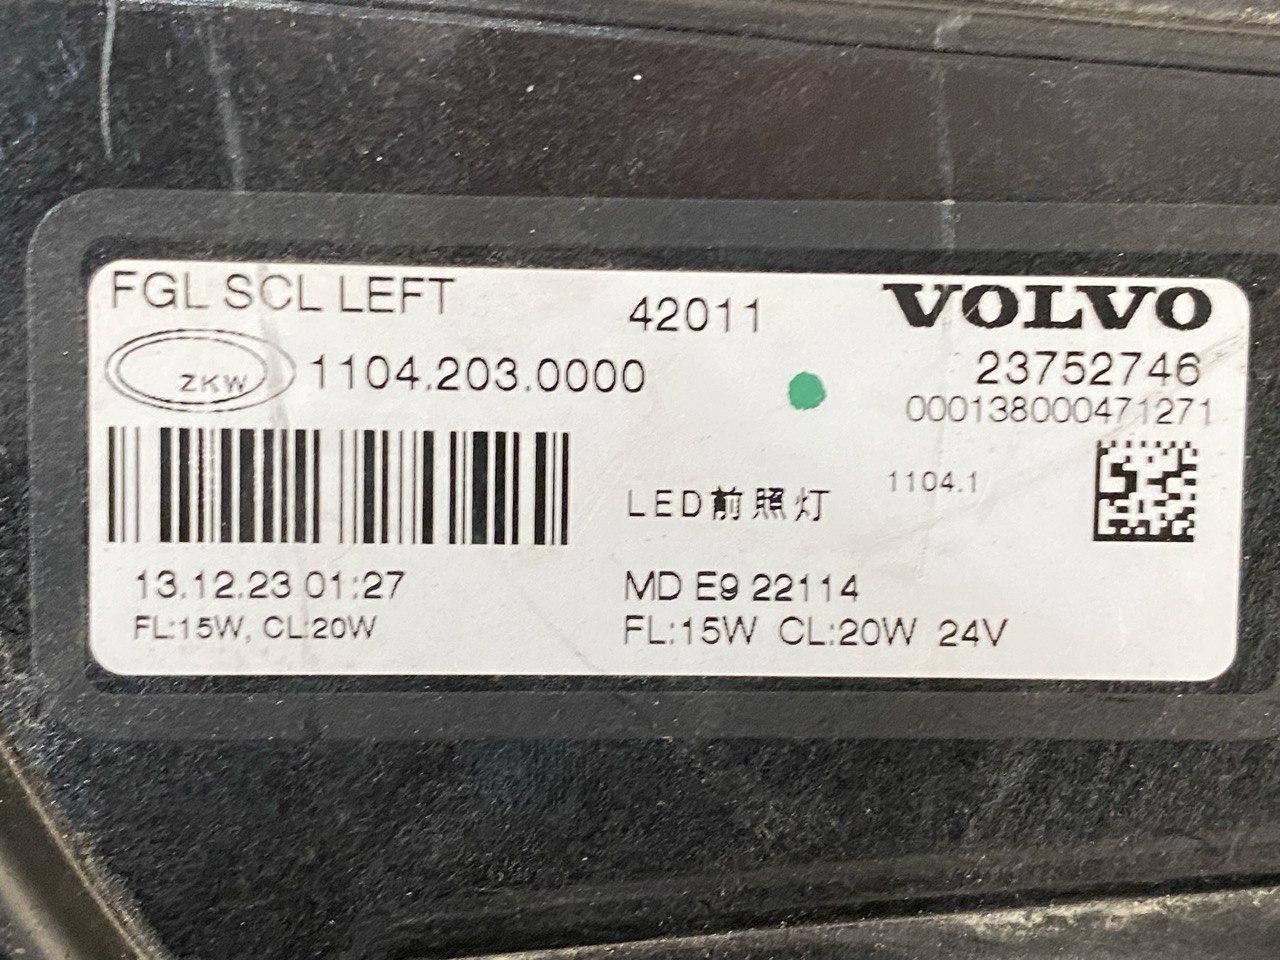 FGL SCL LEFT
42011
VOLVO
ZKW
1104.203.0000
23752746
000138000471271
LED前照灯
1104.1
13.12.23 01:27
MD E9 22114
FL:15W, CL:20W
FL:15W CL:20W 24V